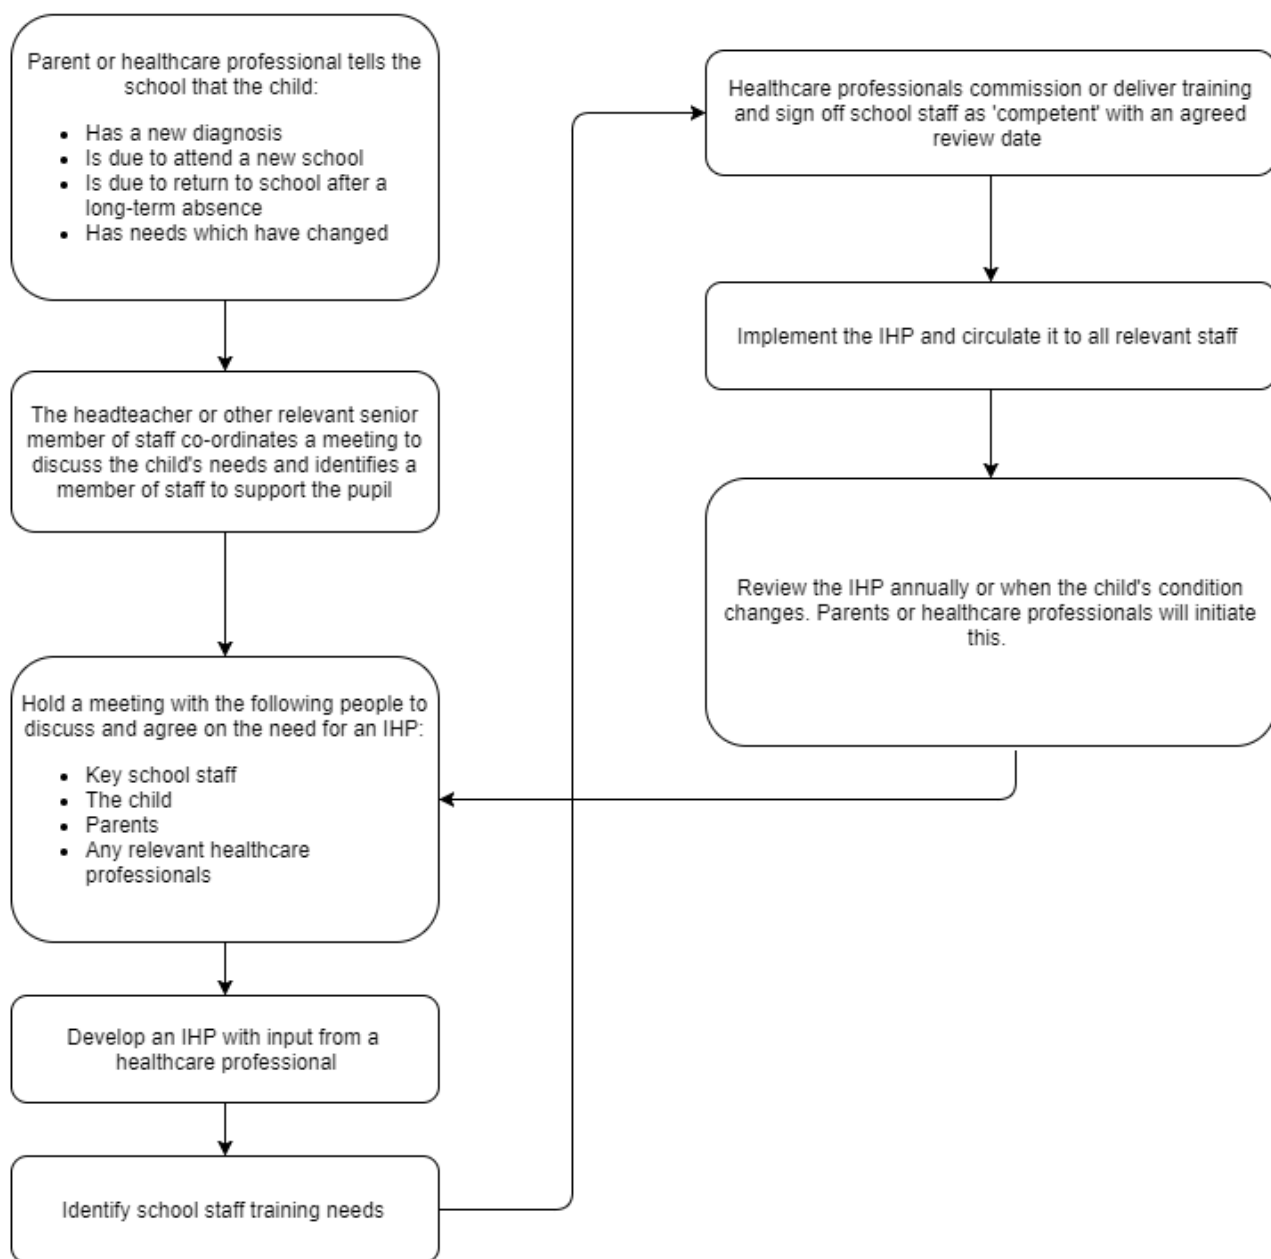 Parent or healthcare professional tells the
school that the child:
• Has a new diagnosis
• Is due to attend a new school
• Is due to return to school after a
long-term absence
• Has needs which have changed
The headteacher or other relevant senior
member of staff co-ordinates a meeting to
discuss the child's needs and identifies a
member of staff to support the pupil
Hold a meeting with the following people to
discuss and agree on the need for an IHP:
• Key school staff
• The child
• Parents
• Any relevant healthcare
professionals
Develop an IHP with input from a
healthcare professional
Identify school staff training needs
Healthcare professionals commission or deliver training
and sign off school staff as 'competent' with an agreed
review date
Implement the IHP and circulate it to all relevant staff
Review the IHP annually or when the child's condition
changes. Parents or healthcare professionals will initiate
this.